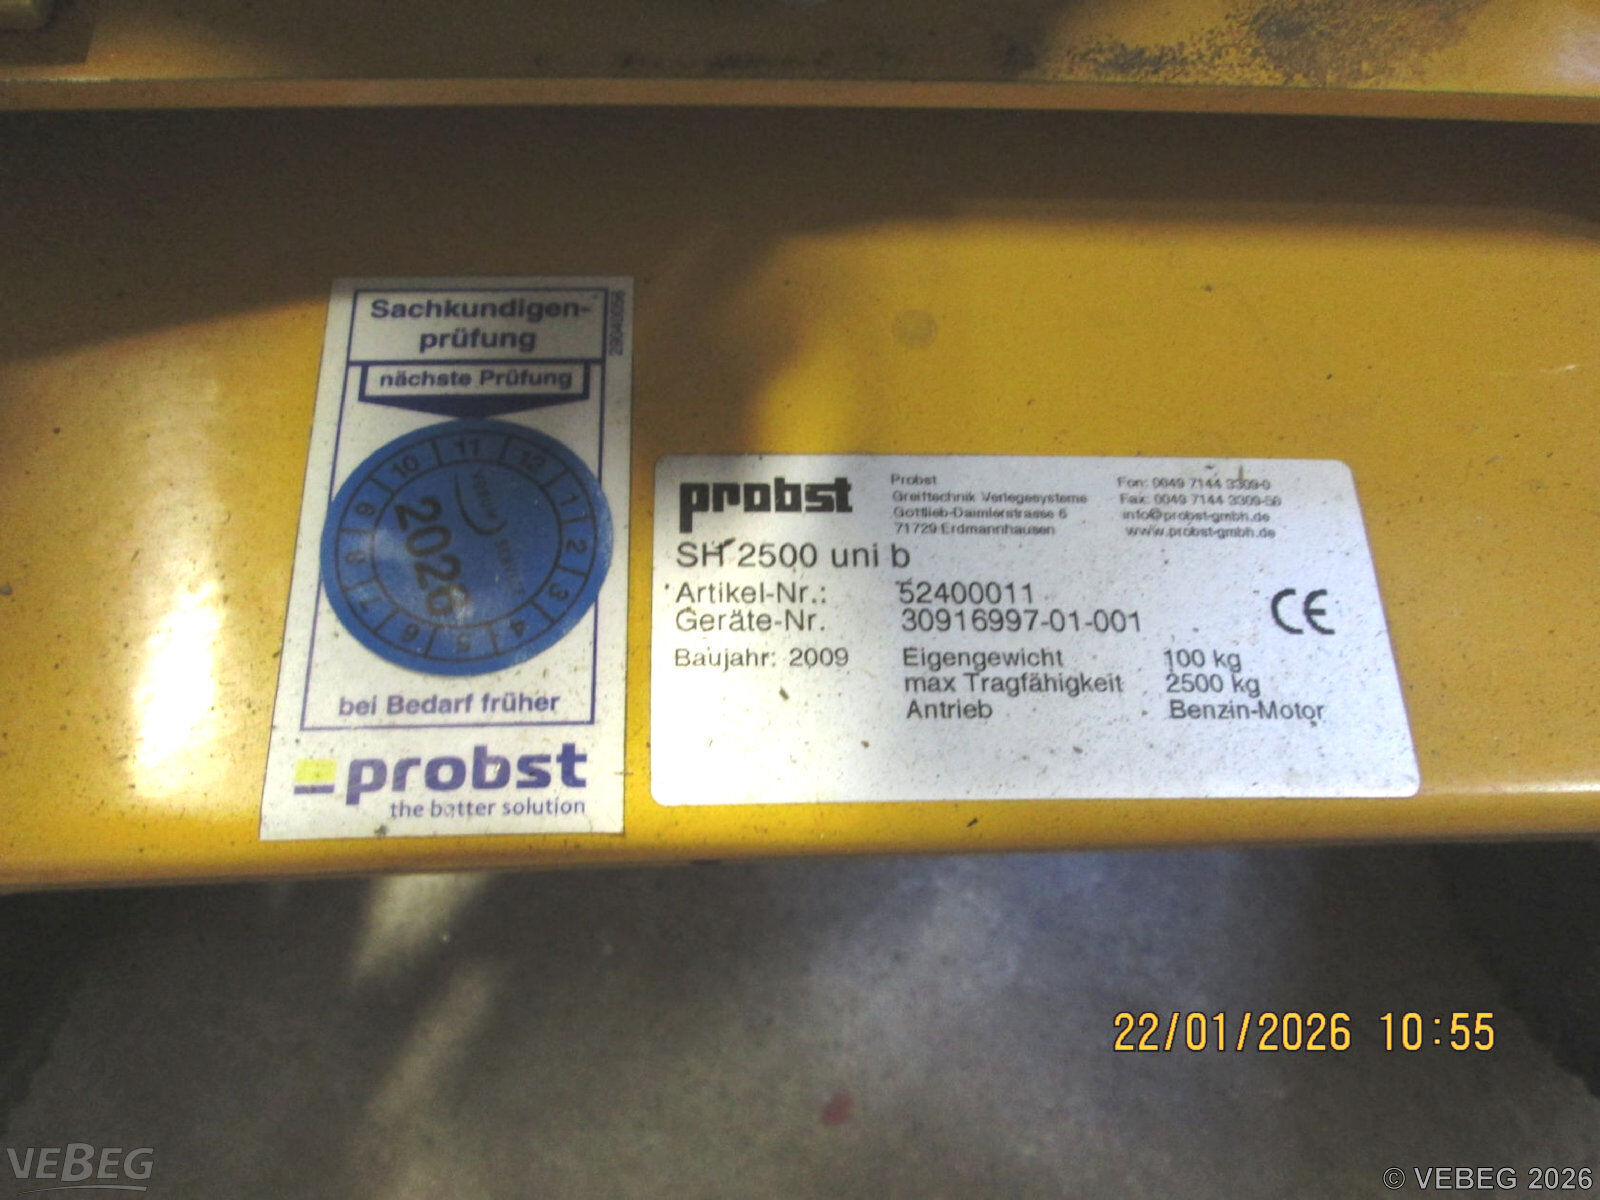 Sachkundigen-
prüfung
29040056
nächste Prüfung
11 12 1 2 3 4 5 6 7 8 9 10
2026
bei Bedarf früher
probst
the better solution
probst
Probst
Greiftechnik Verlegesysteme
Gottlieb-Daimlerstrasse 6
71729 Erdmannhausen
Fon: 0049 7144 3309-0
Fax: 0049 7144 3309-50
info@probst-gmbh.de
www.probst-gmbh.de
SH 2500 uni b
Artikel-Nr.: 52400011
Geräte-Nr. 30916997-01-001
CE
Baujahr: 2009 Eigengewicht 100 kg
max Tragfähigkeit 2500 kg
Antrieb Benzin-Motor
22/01/2026 10:55
VEBEG
© VEBEG 2026